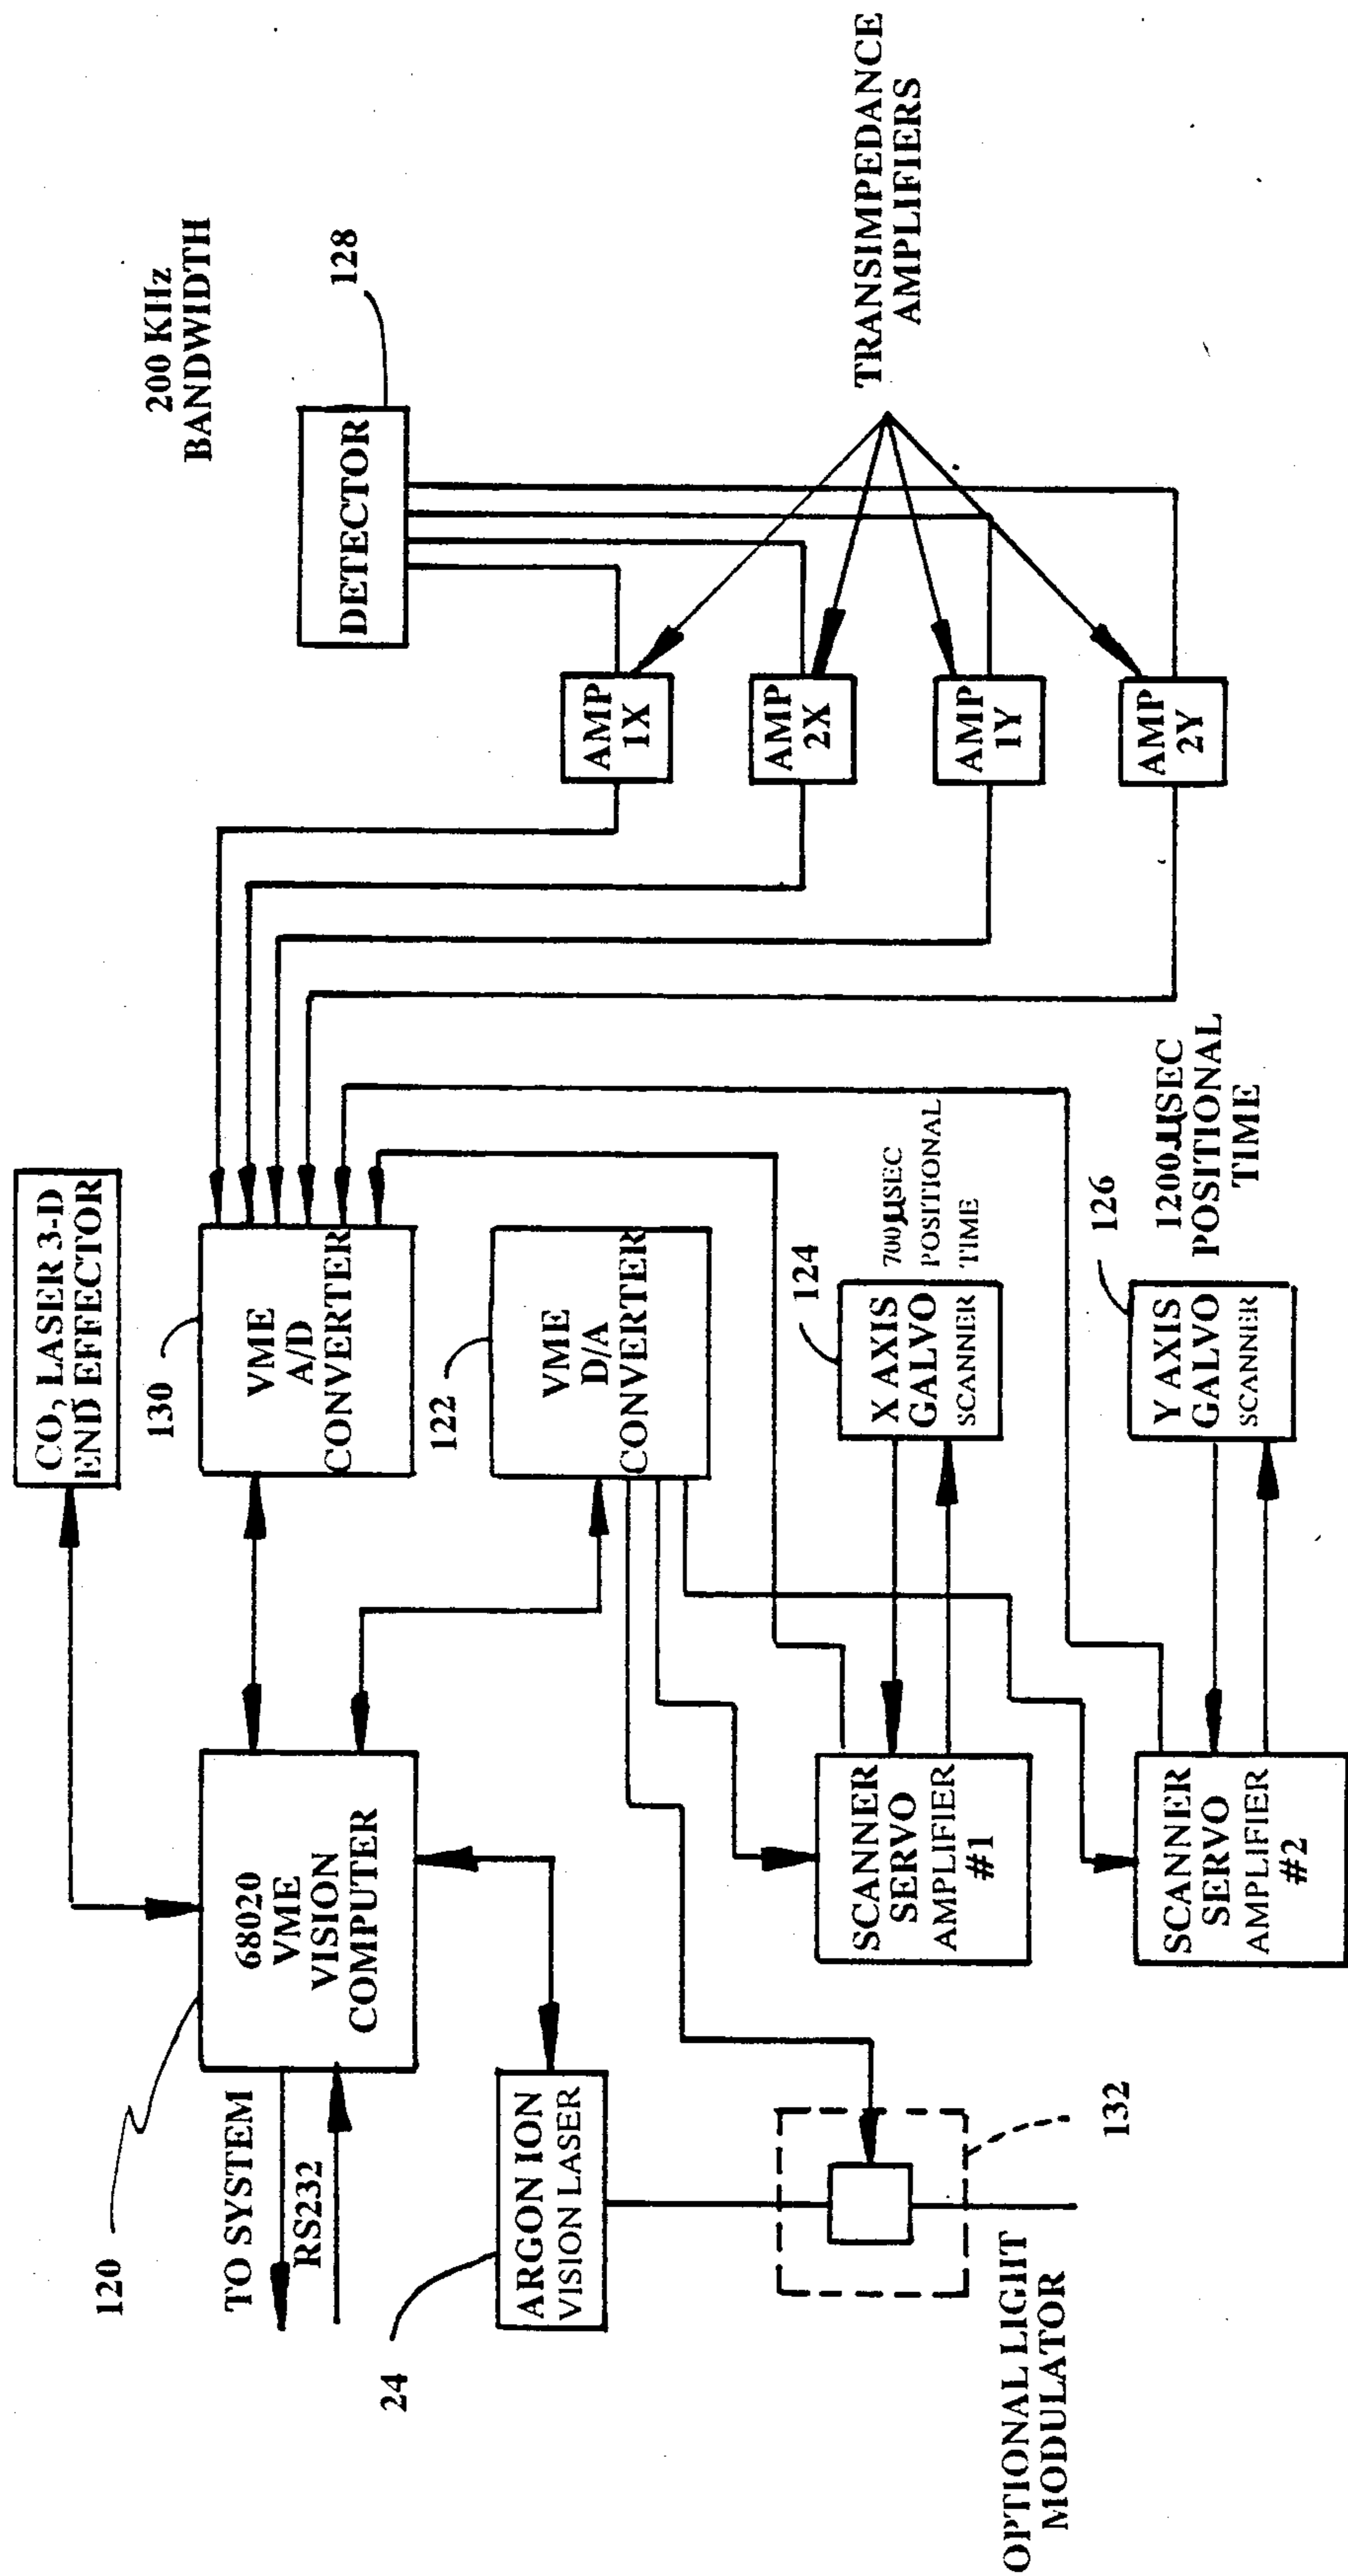 CO2 LASER 3-D
END EFFECTOR
200 KHz
BANDWIDTH
120
68020
VME
VISION
COMPUTER
130
VME
A/D
CONVERTER
DETECTOR
128
TO SYSTEM
RS232
24
ARGON ION
VISION LASER
122
VME
D/A
CONVERTER
AMP
1X
AMP
2X
AMP
1Y
AMP
2Y
TRANSIMPEDANCE
AMPLIFIERS
SCANNER
SERVO
AMPLIFIER
#1
124
X AXIS
GALVO
SCANNER
700µSEC
POSITIONAL
TIME
132
OPTIONAL LIGHT
MODULATOR
SCANNER
SERVO
AMPLIFIER
#2
126
Y AXIS
GALVO
SCANNER
1200µSEC
POSITIONAL
TIME